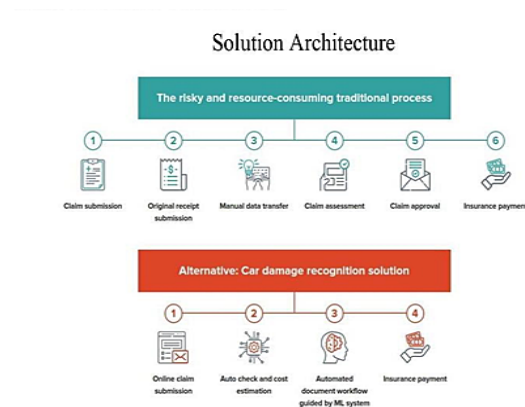 Solution Architecture
The risky and resource-consuming traditional process
1 2 3 4 5 6
Claim submission
Original receipt
submission
Manual data transfer
Claim assessment
Claim approval
Insurance payment
Alternative: Car damage recognition solution
1 2 3 4
Online claim
submission
Auto check and cost
estimation
Automated
document workflow
guided by ML system
Insurance payment